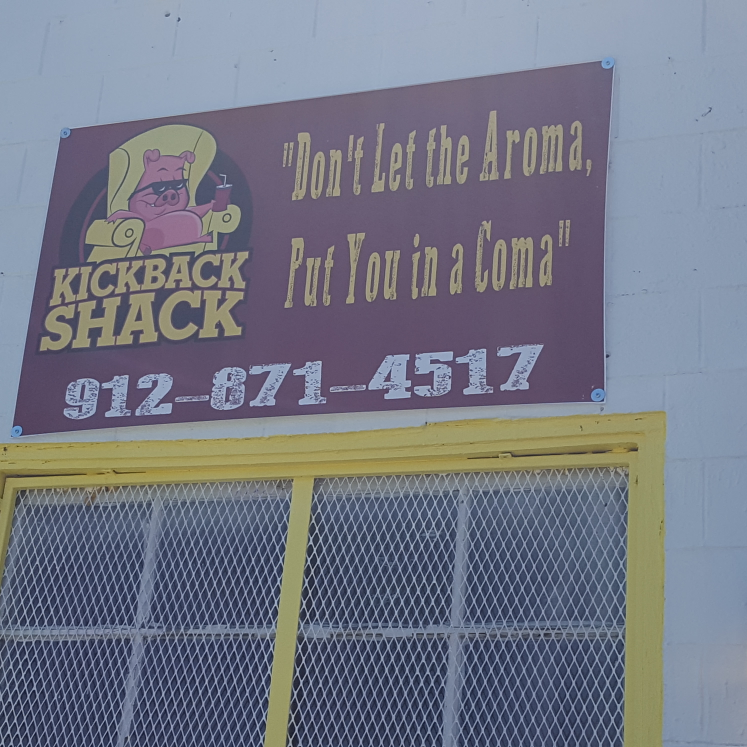 KICKBACK
SHACK
"Don't Let the Aroma,
Put You in a Coma"
912-871-4517